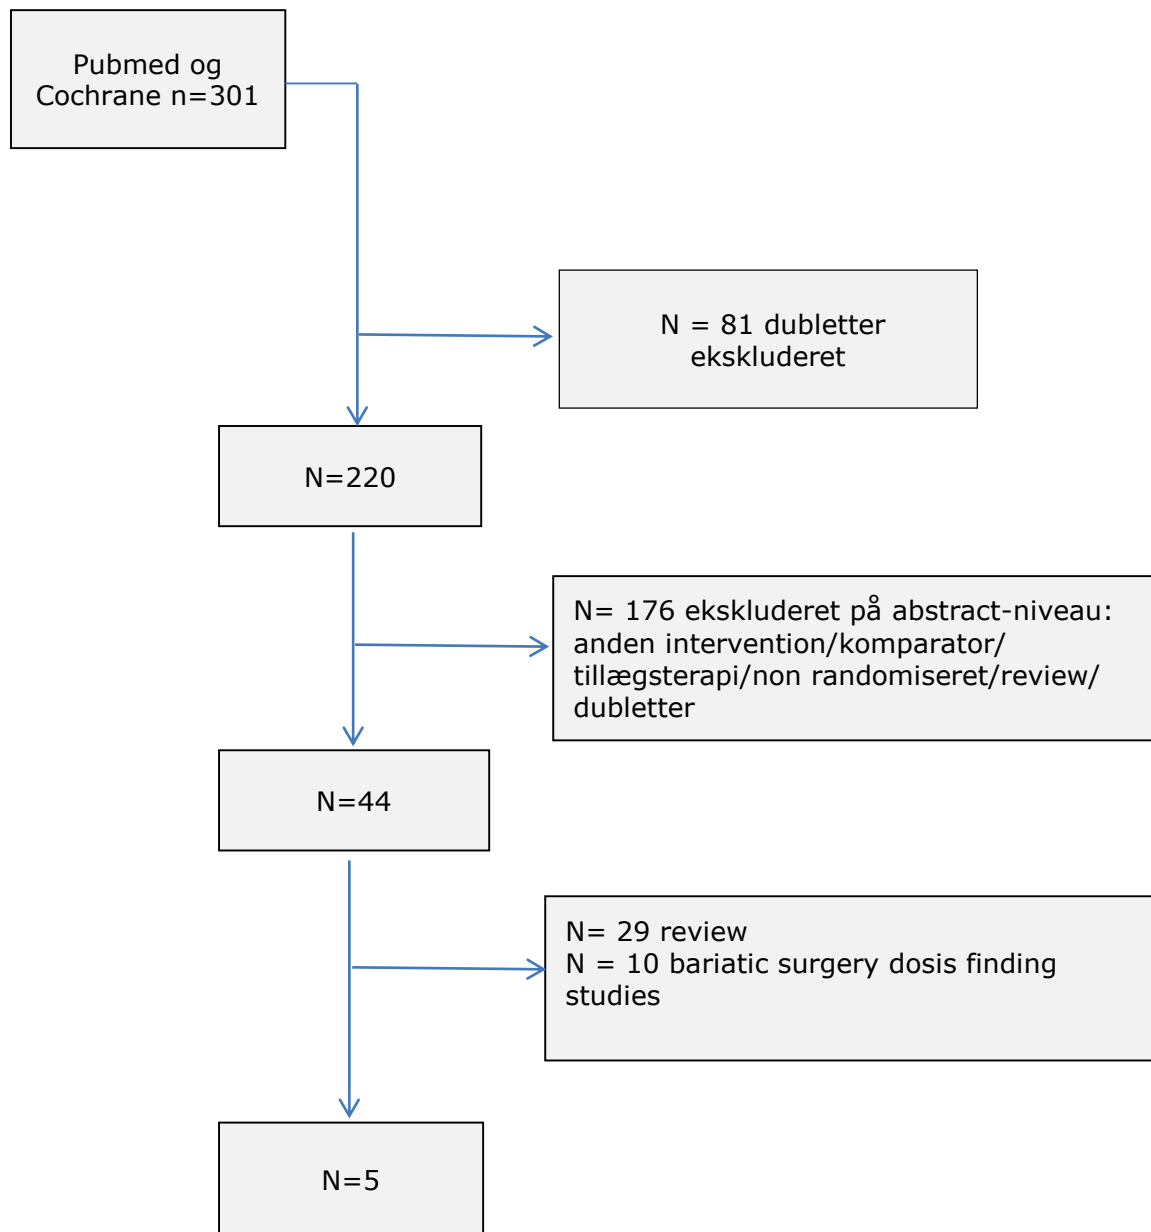 Pubmed og
Cochrane n=301
N = 81 dubletter
ekskluderet
N=220
N= 176 ekskluderet på abstract-niveau:
anden intervention/komparator/
tillægsterapi/non randomiseret/review/
dubletter
N=44
N= 29 review
N = 10 bariatic surgery dosis finding
studies
N=5